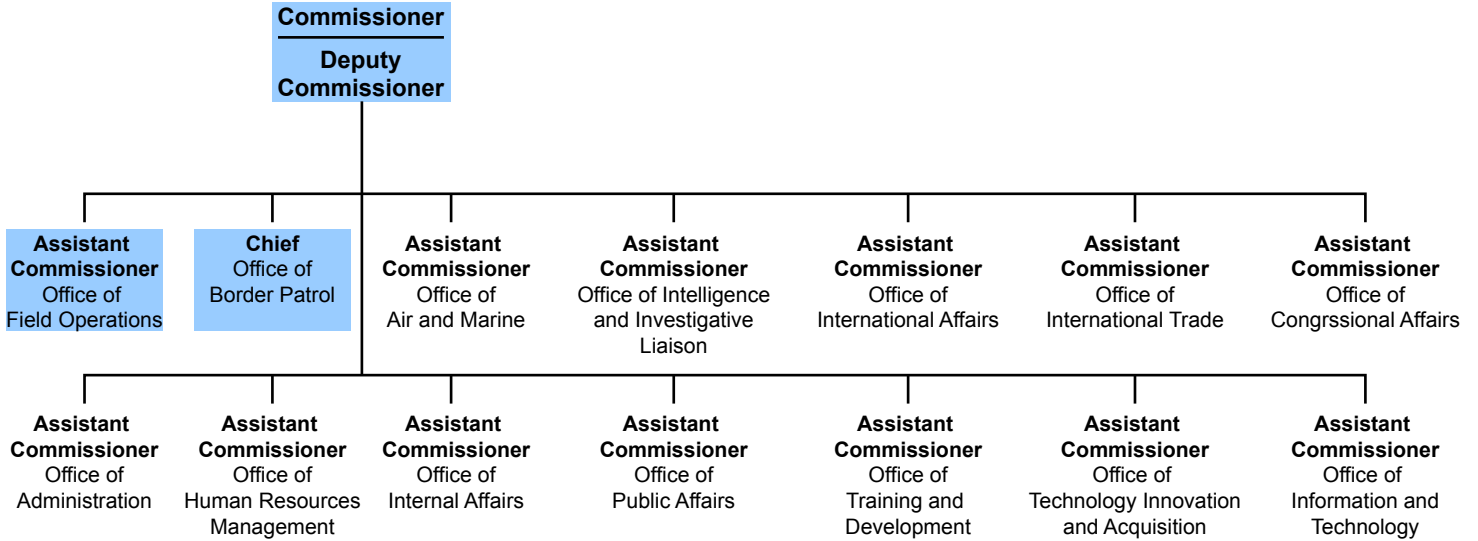 Commissioner
Deputy
Commissioner
Assistant
Commissioner
Office of
Field Operations
Chief
Office of
Border Patrol
Assistant
Commissioner
Office of
Air and Marine
Assistant
Commissioner
Office of Intelligence
and Investigative
Liaison
Assistant
Commissioner
Office of
International Affairs
Assistant
Commissioner
Office of
International Trade
Assistant
Commissioner
Office of
Congrssional Affairs
Assistant
Commissioner
Office of
Administration
Assistant
Commissioner
Office of
Human Resources
Management
Assistant
Commissioner
Office of
Internal Affairs
Assistant
Commissioner
Office of
Public Affairs
Assistant
Commissioner
Office of
Training and
Development
Assistant
Commissioner
Office of
Technology Innovation
and Acquisition
Assistant
Commissioner
Office of
Information and
Technology